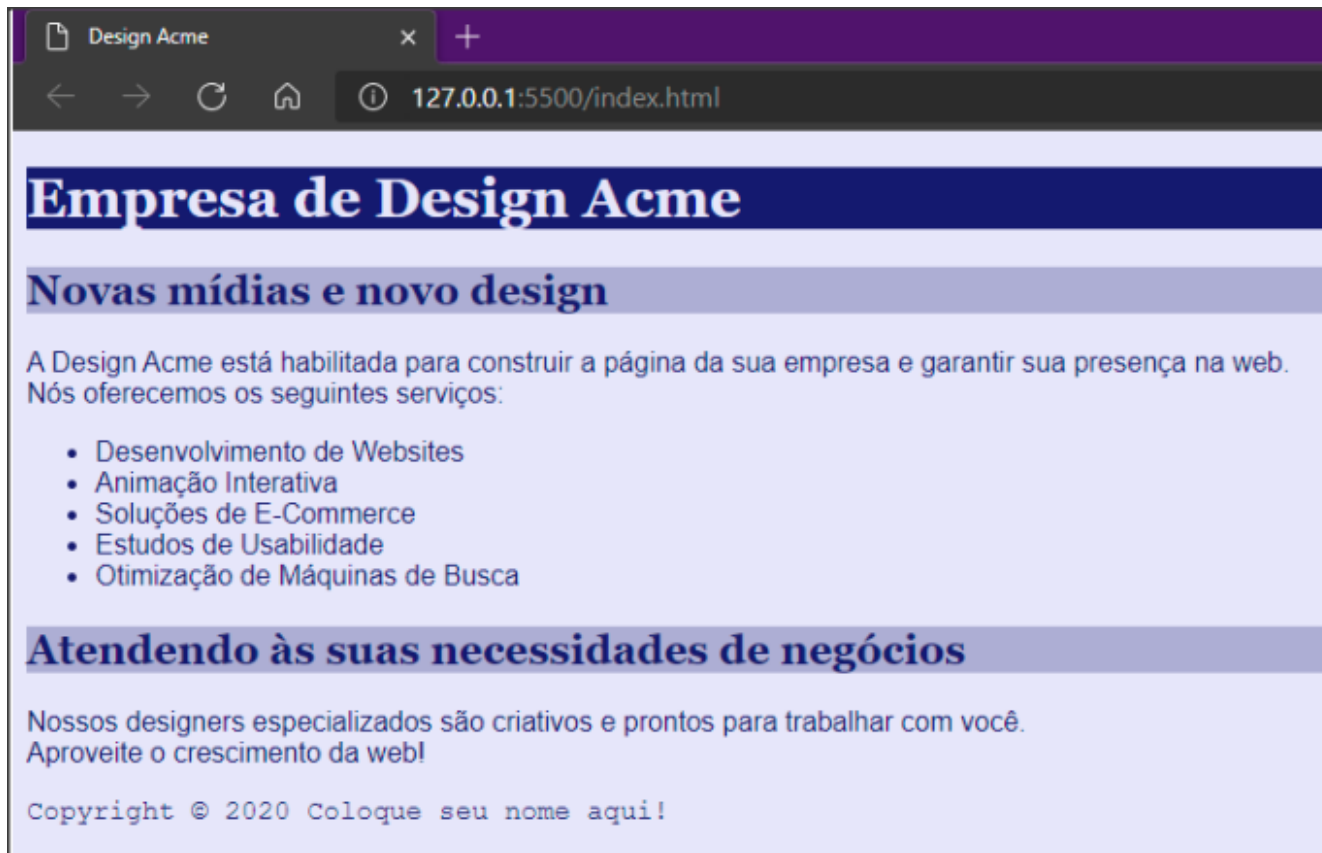 Design Acme
127.0.0.1:5500/index.html
Empresa de Design Acme
Novas mídias e novo design
A Design Acme está habilitada para construir a página da sua empresa e garantir sua presença na web.
Nós oferecemos os seguintes serviços:
• Desenvolvimento de Websites
• Animação Interativa
• Soluções de E-Commerce
• Estudos de Usabilidade
• Otimização de Máquinas de Busca
Atendendo às suas necessidades de negócios
Nossos designers especializados são criativos e prontos para trabalhar com você.
Aproveite o crescimento da web!
Copyright © 2020 Coloque seu nome aqui!